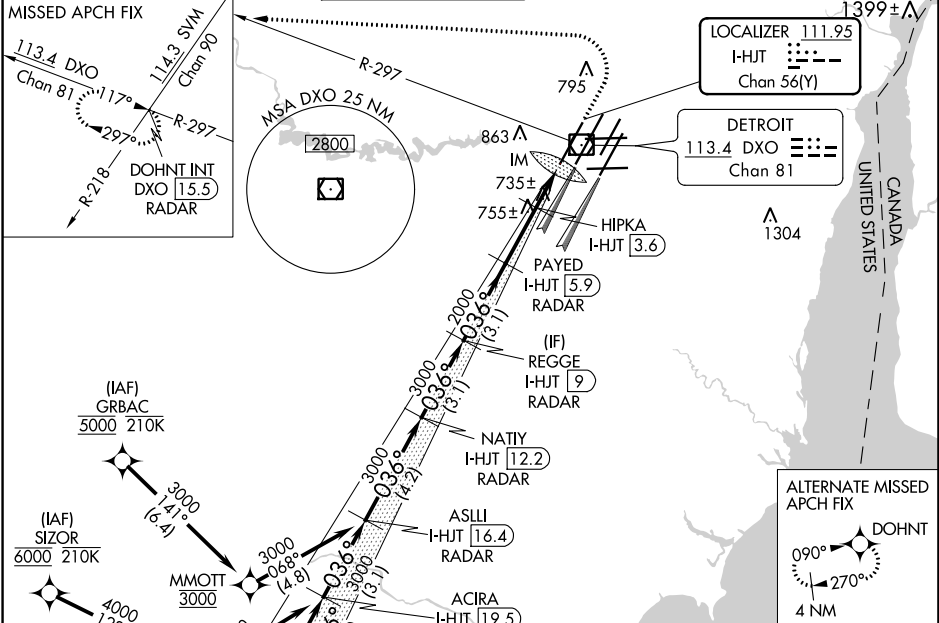 MISSED APCH FIX
113.4 DXO
Chan 81
114.3 SVM
Chan 90
117°
297°
R-297
R-218
DOHNT INT
DXO 15.5
RADAR
R-297
MSA DXO 25 NM
2800
1399±
795
863
IM
735±
755±
1304
LOCALIZER 111.95
I-HJT
Chan 56(Y)
DETROIT
113.4 DXO
Chan 81
CANADA
UNITED STATES
HIPKA
I-HJT 3.6
PAYED
I-HJT 5.9
RADAR
2000
036°
(3.1)
(IF)
REGGE
I-HJT 9
RADAR
3000
036°
(3.1)
NATIY
I-HJT 12.2
RADAR
3000
036°
(4.2)
ASLLI
I-HJT 16.4
RADAR
036°
3000
(3.1)
ACIRA
I-HJT 19.5
(IAF)
GRBAC
5000 210K
3000
141°
(6.4)
(IAF)
SIZOR
6000 210K
4000
MMOTT
3000
3000
068°
(4.8)
ALTERNATE MISSED
APCH FIX
DOHNT
090°
270°
4 NM